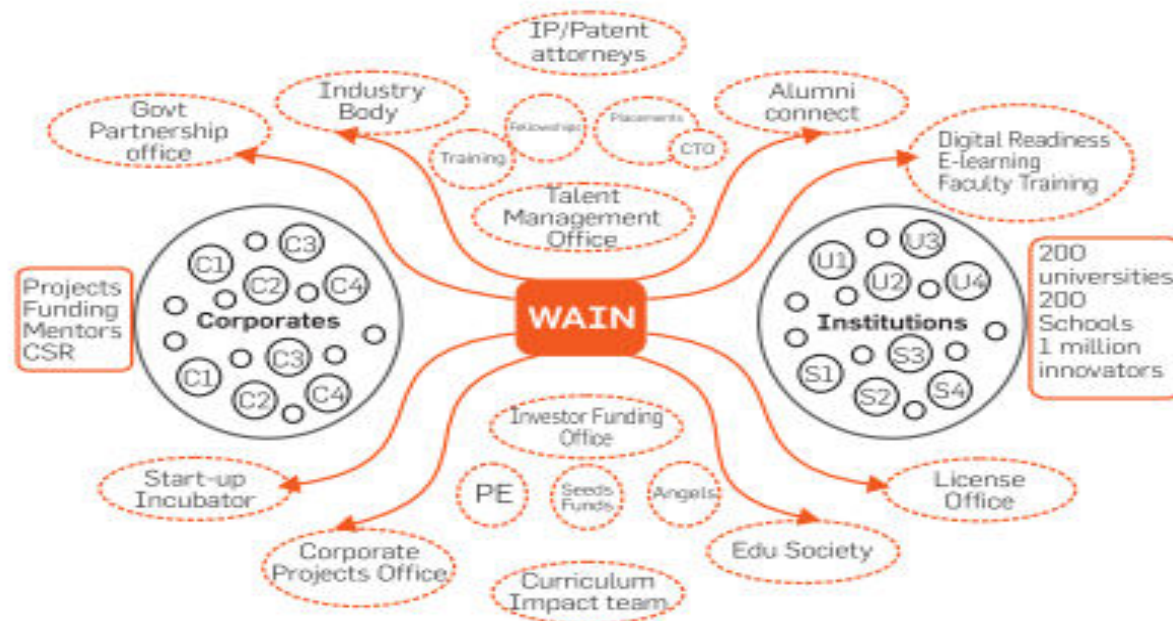 IP/Patent
attorneys
Industry
Body
Alumni
connect
Govt
Partnership
office
Training
Fellowships
Placements
CTO
Digital Readiness
E-learning
Faculty Training
Talent
Management
Office
Projects
Funding
Mentors
CSR
C1
C3
C2
C4
Corporates
C3
C1
C2
C4
WAIN
U1
U3
U2
U4
Institutions
S3
S1
S2
S4
200
universities
200
Schools
1 million
innovators
Investor Funding
Office
PE
Seeds
Funds
Angels
Start-up
Incubator
License
Office
Corporate
Projects Office
Edu Society
Curriculum
Impact team